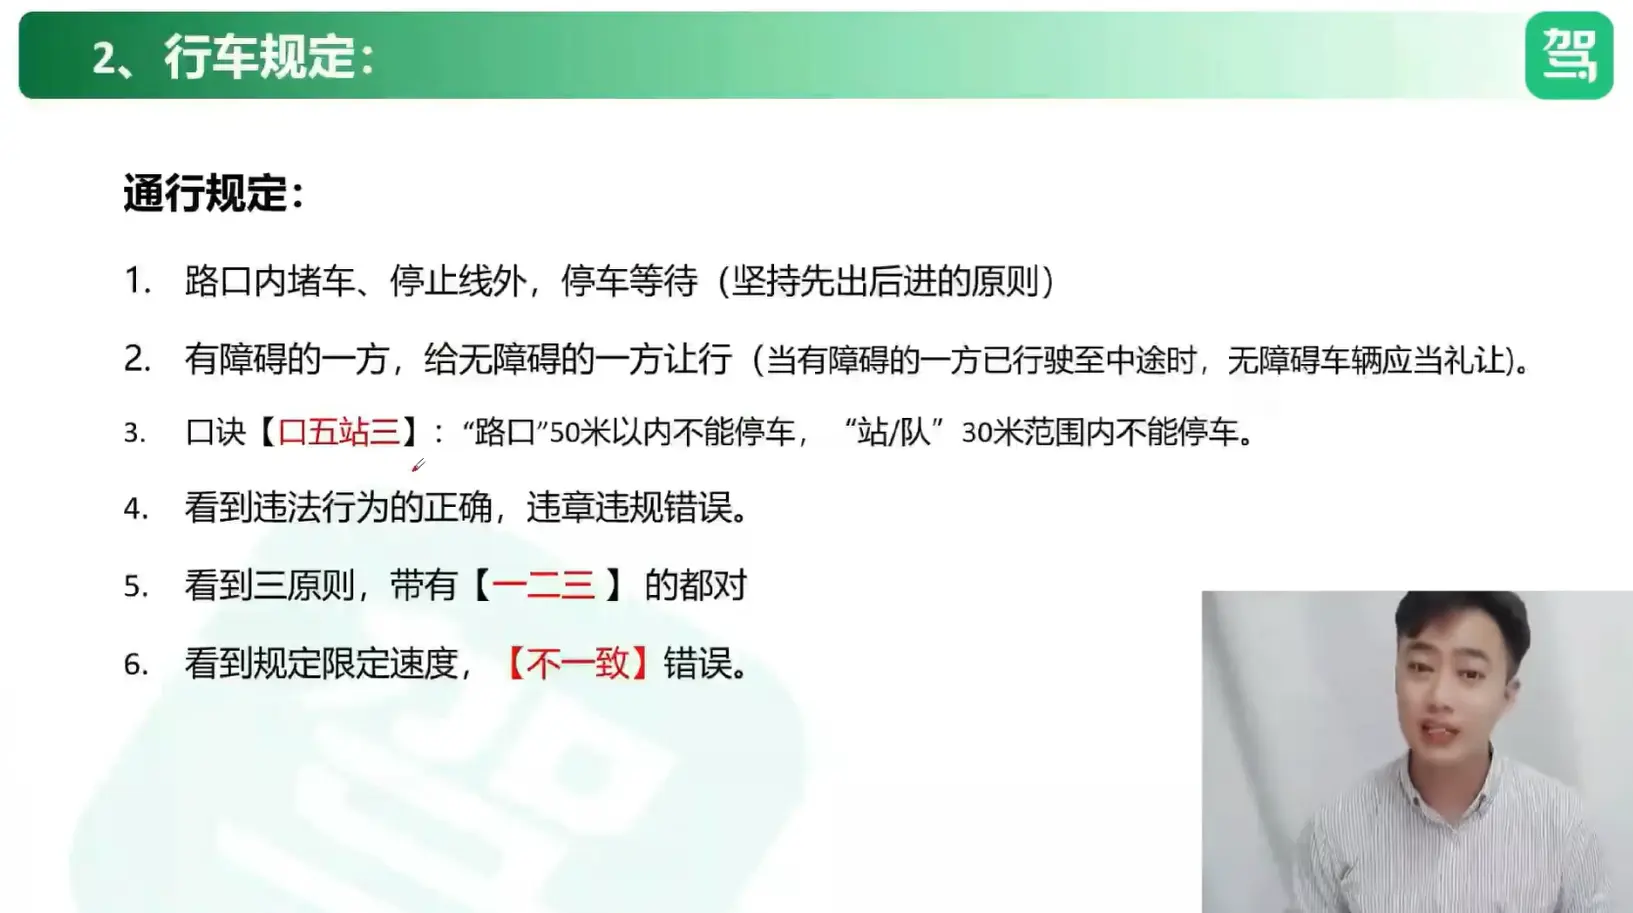 2、行车规定：
驾
通行规定：
1. 路口内堵车、停止线外，停车等待（坚持先出后进的原则）
2. 有障碍的一方，给无障碍的一方让行（当有障碍的一方已行驶至中途时，无障碍车辆应当礼让)。
3. 口诀【口五站三】：“路口”50米以内不能停车，“站/队”30米范围内不能停车。
4. 看到违法行为的正确，违章违规错误。
5. 看到三原则，带有【一二三 】的都对
6. 看到规定限定速度，【不一致】错误。